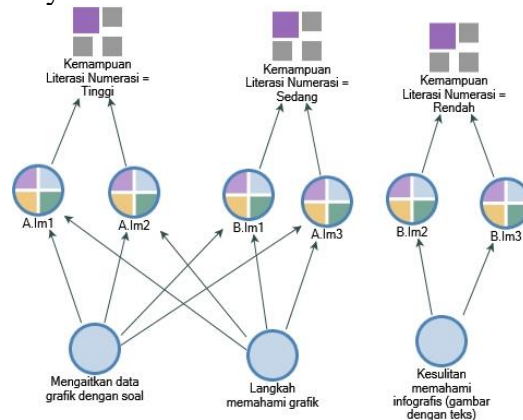 Kemampuan
Literasi Numerasi =
Tinggi
Kemampuan
Literasi Numerasi =
Sedang
Kemampuan
Literasi Numerasi =
Rendah
A.Im1
A.Im2
B.Im1
A.Im3
B.Im2
B.Im3
Mengaitkan data
grafik dengan soal
Langkah
memahami grafik
Kesulitan
memahami
infografis (gambar
dengan teks)